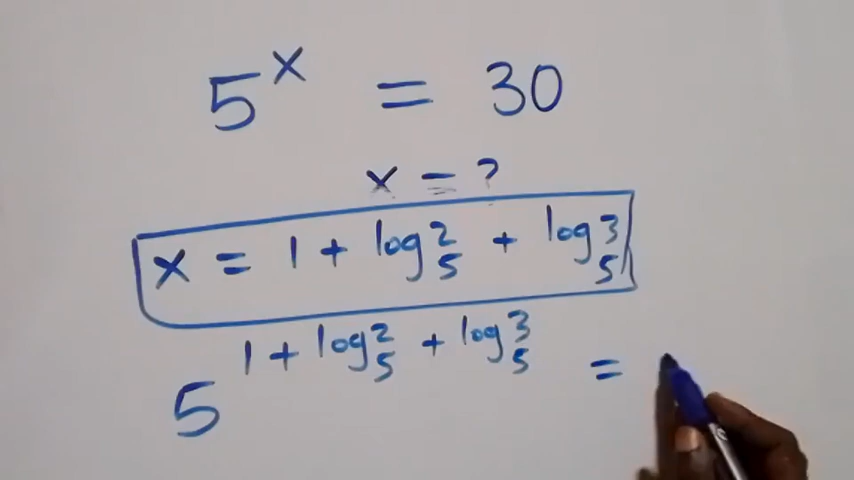 5^x = 30
x = ?
x = 1 + log_5^2 + log_5^3
5^{1 + log_5^2 + log_5^3} =